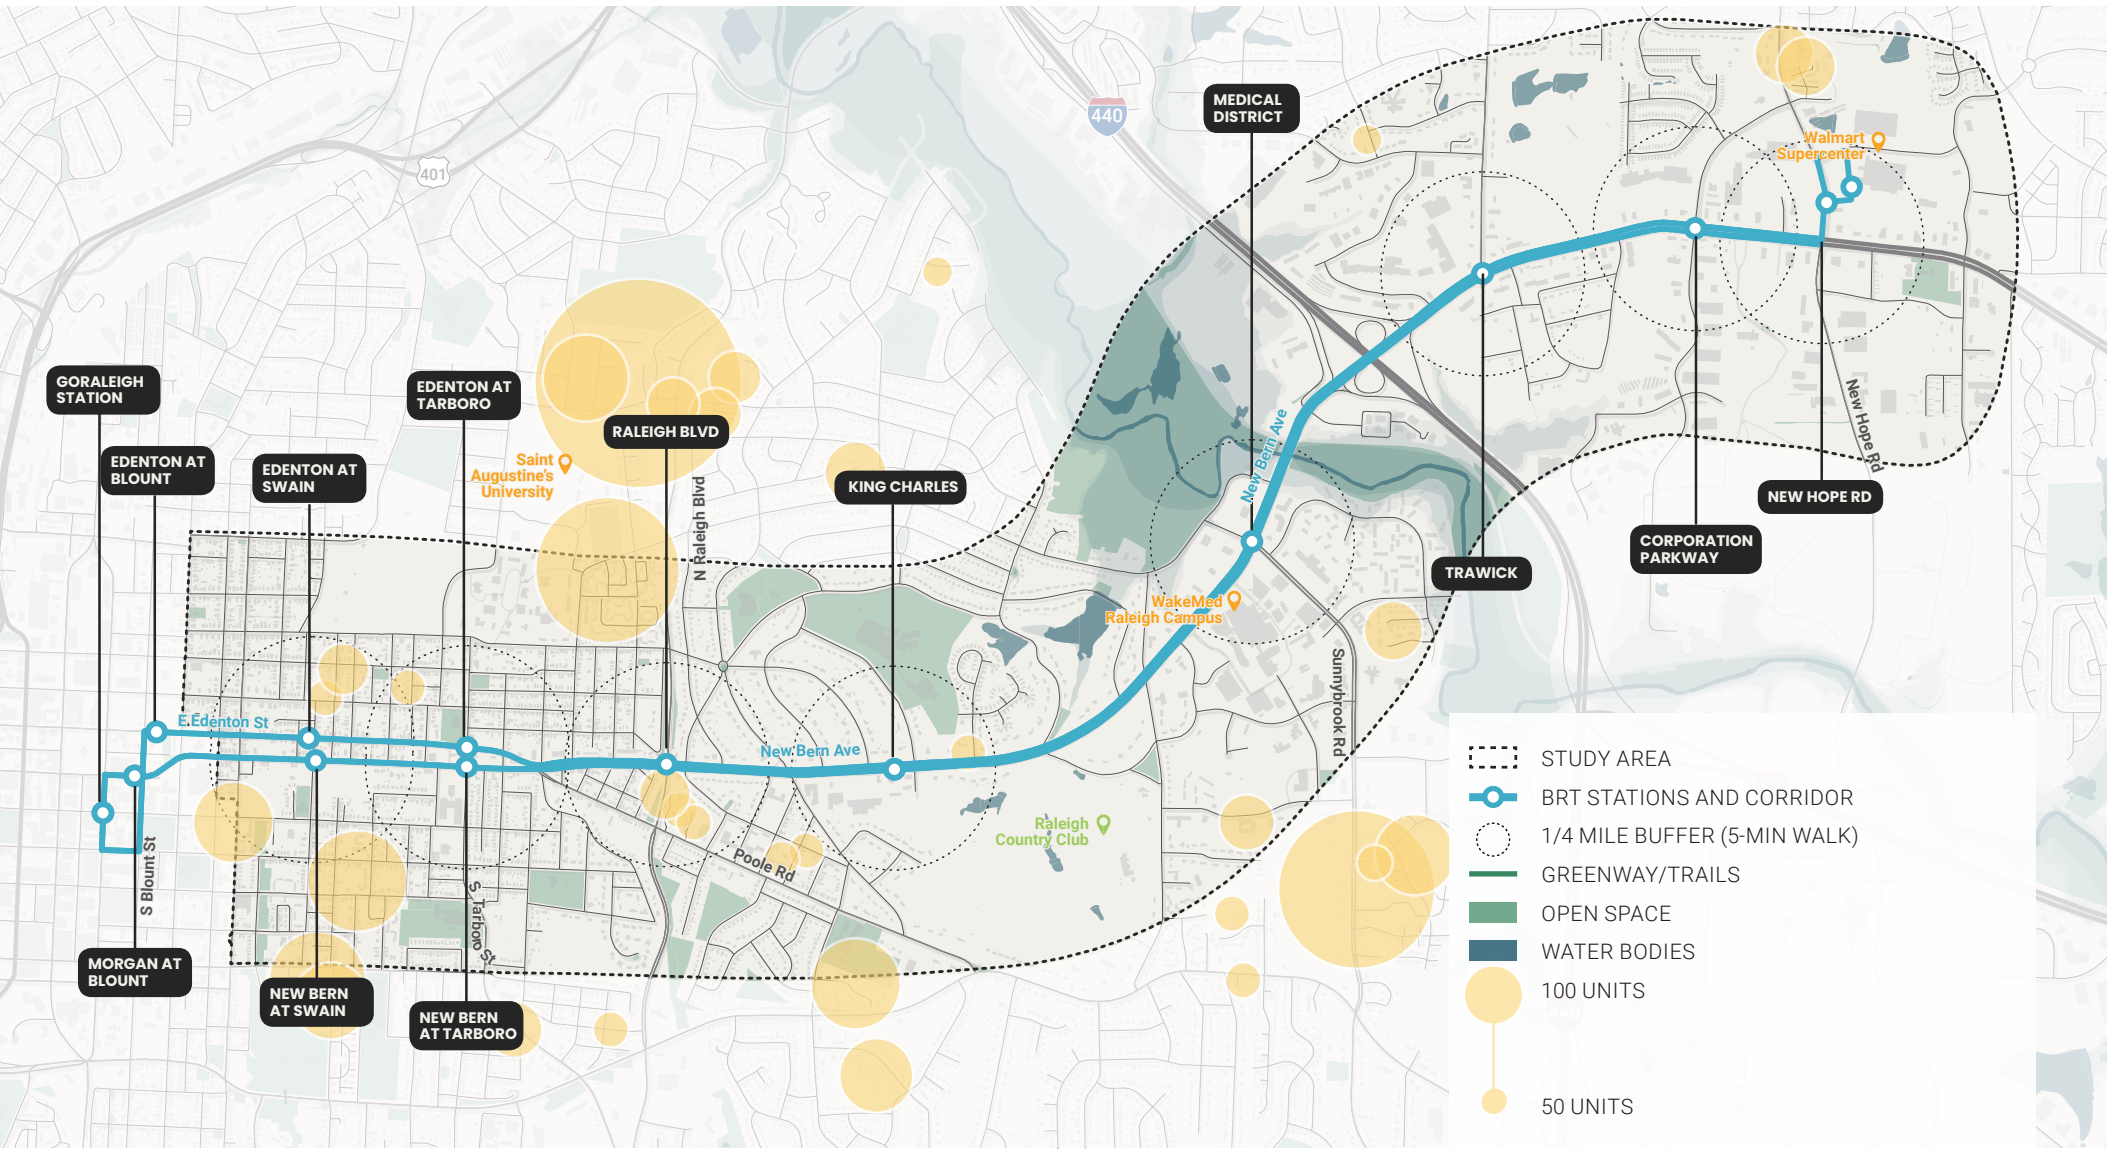 440
401
MEDICAL
DISTRICT
Walmart
Supercenter
GORALEIGH
STATION
EDENTON AT
TARBORO
RALEIGH BLVD
EDENTON AT
BLOUNT
EDENTON AT
SWAIN
Saint
Augustine's
University
KING CHARLES
N Raleigh Blvd
New Bern Ave
New Hope Rd
NEW HOPE RD
CORPORATION
PARKWAY
TRAWICK
WakeMed
Raleigh Campus
Sunnybrook Rd
E Edenton St
New Bern Ave
Raleigh
Country Club
Poole Rd
S Blount St
S Tarboro St
MORGAN AT
BLOUNT
NEW BERN
AT SWAIN
NEW BERN
AT TARBORO
STUDY AREA
BRT STATIONS AND CORRIDOR
1/4 MILE BUFFER (5-MIN WALK)
GREENWAY/TRAILS
OPEN SPACE
WATER BODIES
100 UNITS
440
50 UNITS